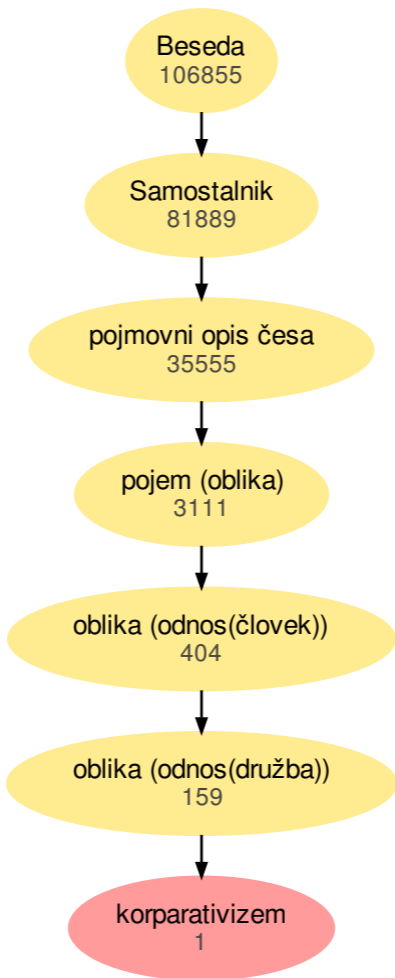 Beseda
106855
Samostalnik
81889
pojmovni opis česa
35555
pojem (oblika)
3111
oblika (odnos(človek))
404
oblika (odnos(družba))
159
korparativizem
1